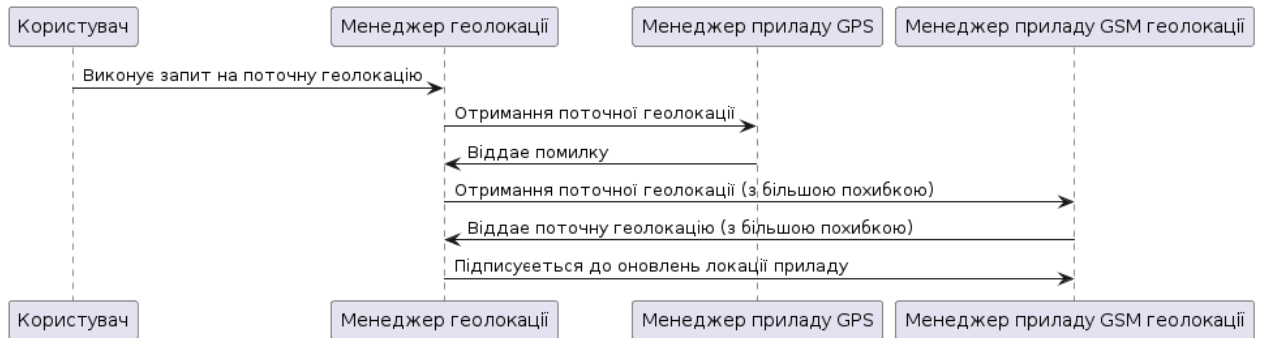 Користувач
Менеджер геолокації
Менеджер приладу GPS
Менеджер приладу GSM геолокації
Виконує запит на поточну геолокацію
Отримання поточної геолокації
Віддае помилку
Отримання поточної геолокації (з більшою похибкою)
Віддае поточну геолокацію (з більшою похибкою)
Підписуєеться до оновлень локації приладу
Користувач
Менеджер геолокації
Менеджер приладу GPS
Менеджер приладу GSM геолокації